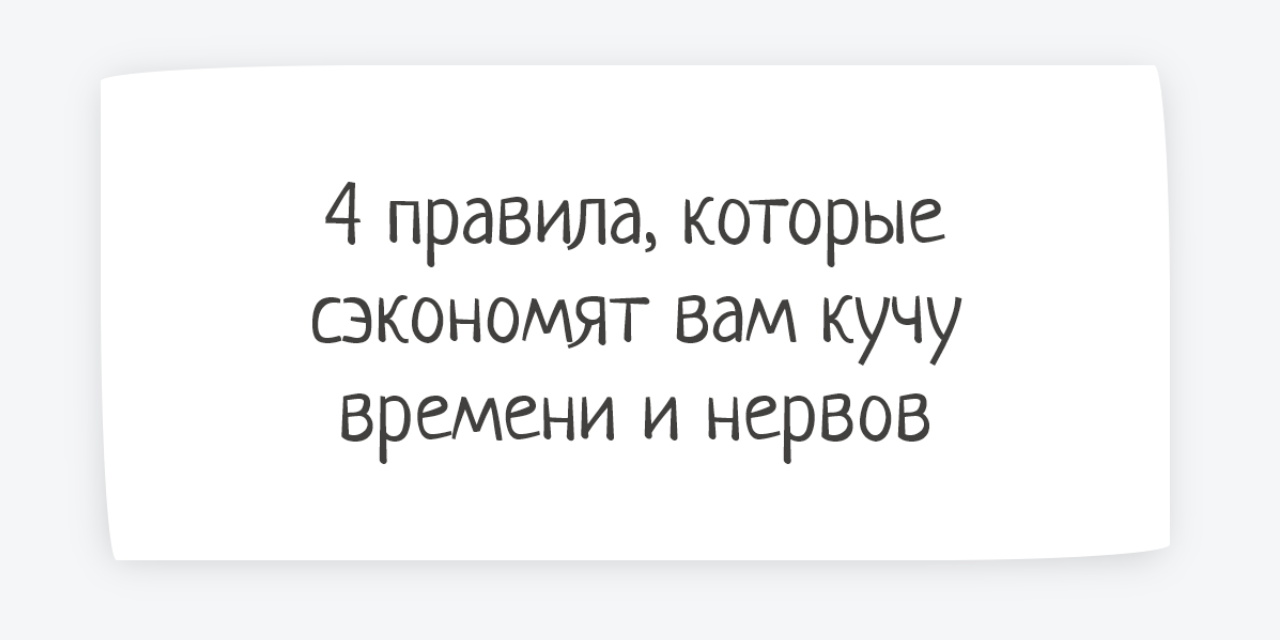 4 правила, которые
сэкономят вам кучу
времени и нервов